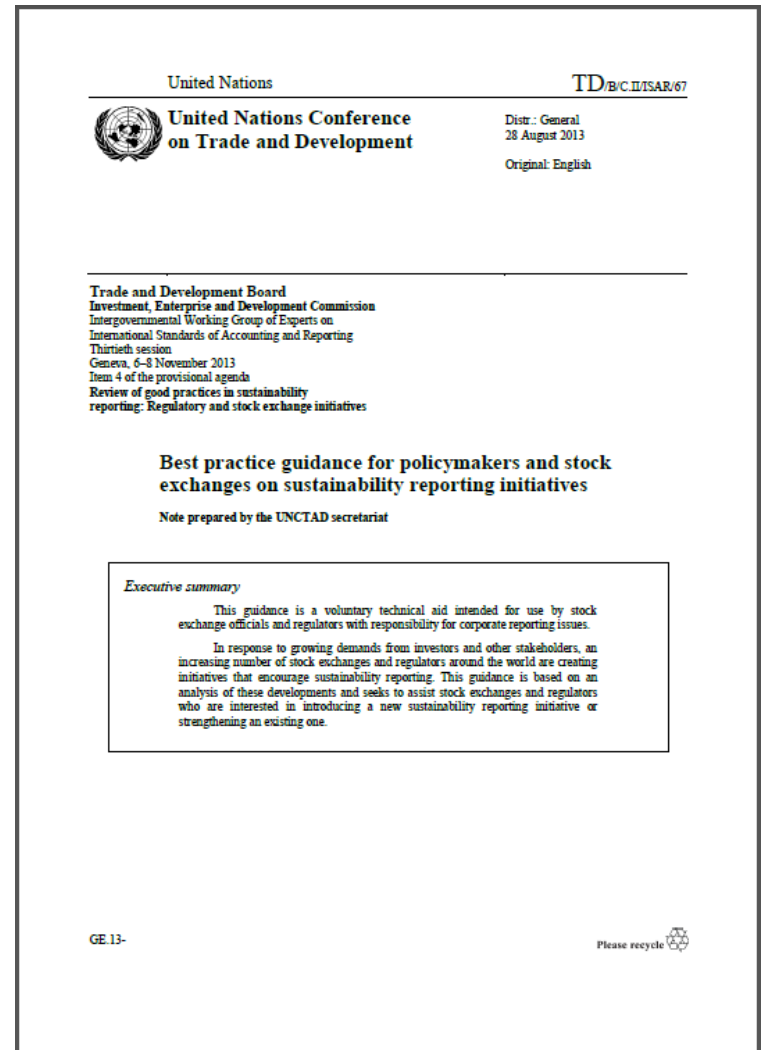 United Nations
TD/B/C.II/ISAR/67
United Nations Conference
on Trade and Development
Distr.: General
28 August 2013
Original: English
Trade and Development Board
Investment, Enterprise and Development Commission
Intergovernmental Working Group of Experts on
International Standards of Accounting and Reporting
Thirtieth session
Geneva, 6–8 November 2013
Item 4 of the provisional agenda
Review of good practices in sustainability
reporting: Regulatory and stock exchange initiatives
Best practice guidance for policymakers and stock
exchanges on sustainability reporting initiatives
Note prepared by the UNCTAD secretariat
Executive summary
This guidance is a voluntary technical aid intended for use by stock
exchange officials and regulators with responsibility for corporate reporting issues.
In response to growing demands from investors and other stakeholders, an
increasing number of stock exchanges and regulators around the world are creating
initiatives that encourage sustainability reporting. This guidance is based on an
analysis of these developments and seeks to assist stock exchanges and regulators
who are interested in introducing a new sustainability reporting initiative or
strengthening an existing one.
GE.13-
Please recycle